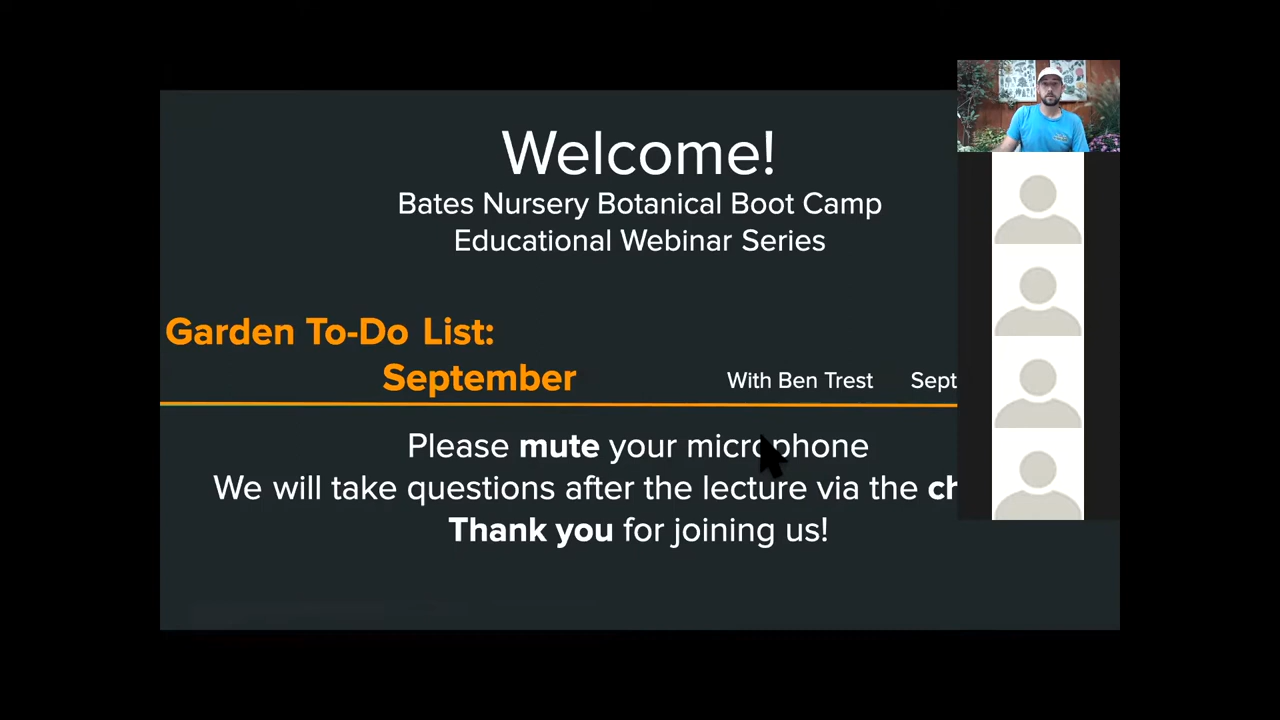 Welcome!
Bates Nursery Botanical Boot Camp
Educational Webinar Series
Garden To-Do List:
September
With Ben Trest Sept
Please mute your microphone
We will take questions after the lecture via the
Thank you for joining us!